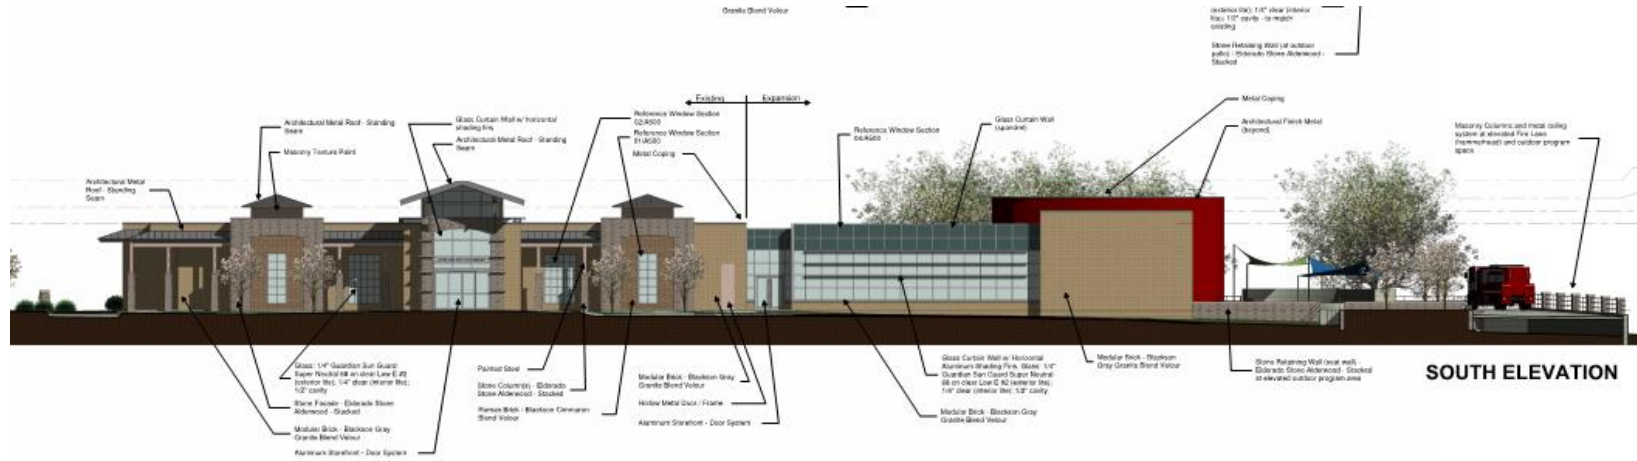 Granite Blend Velour
(exterior lite); 1/4" clear (interior
lite); 1/2" cavity - to match
existing
Stone Retaining Wall (at outdoor
patio) - Eldorado Stone Alderwood -
Stacked
Existing
Expansion
Architectural Metal Roof - Standing
Seam
Masonry Texture Paint
Architectural Metal
Roof - Standing
Seam
Glass Curtain Wall w/ horizontal
shading fins
Architectural Metal Roof - Standing
Seam
Reference Window Section
02/A500
Reference Window Section
01/A500
Metal Coping
Reference Window Section
04/A500
Glass Curtain Wall
(spandrel)
Metal Coping
Architectural Finish Metal
(beyond)
Masonry Columns and metal railing
system at elevated Fire Lane
(hammerhead) and outdoor program
space
Glass: 1/4" Guardian Sun Guard
Super Neutral 68 on clear Low E #2
(exterior lite); 1/4" clear (interior lite);
1/2" cavity
Stone Facade - Eldorado Stone
Alderwood - Stacked
Modular Brick - Blackson Gray
Granite Blend Velour
Aluminum Storefront - Door System
Painted Steel
Stone Column(s) - Eldorado
Stone Alderwood - Stacked
Roman Brick - Blackson Cimmaron
Blend Velour
Modular Brick - Blackson Gray
Granite Blend Velour
Hollow Metal Door / Frame
Aluminum Storefront - Door System
Glass Curtain Wall w/ Horizontal
Aluminum Shading Fins, Glass: 1/4"
Guardian Sun Guard Super Neutral
68 on clear Low E #2 (exterior lite);
1/4" clear (interior lite); 1/2" cavity
Modular Brick - Blackson Gray
Granite Blend Velour
Modular Brick - Blackson
Gray Granite Blend Velour
Stone Retaining Wall (seat wall) -
Eldorado Stone Alderwood - Stacked
at elevated outdoor program area
SOUTH ELEVATION